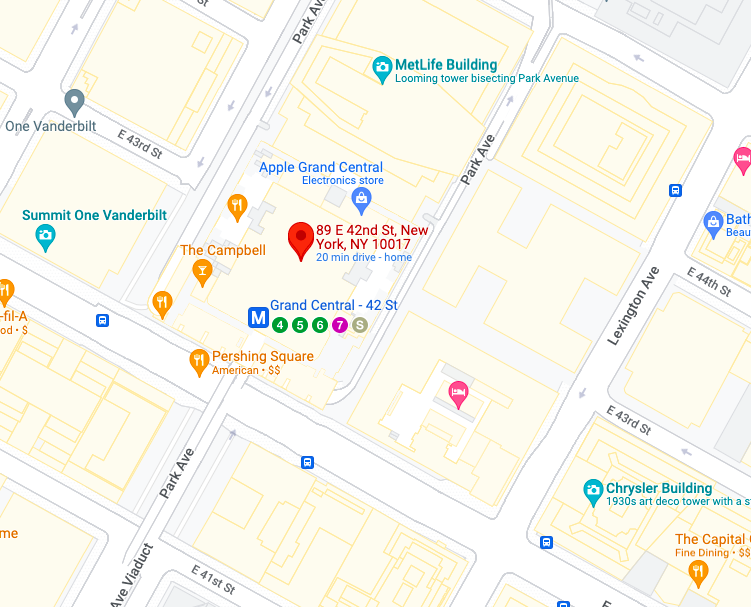 St
Park Ave
MetLife Building
Looming tower bisecting Park Avenue
One Vanderbilt
E 43rd St
Park Ave
Apple Grand Central
Electronics store
Bath
Beau
Summit One Vanderbilt
89 E 42nd St, New
York, NY 10017
20 min drive - home
The Campbell
E 44th St
Lexington Ave
-fil-A
od • $
M
Grand Central - 42 St
4 5 6 7 S
Pershing Square
American • $$
E 43rd St
Park Ave
Chrysler Building
1930s art deco tower with a s
me
The Capital
Fine Dining • $$
Ave Viaduct
E 41st St
E 43